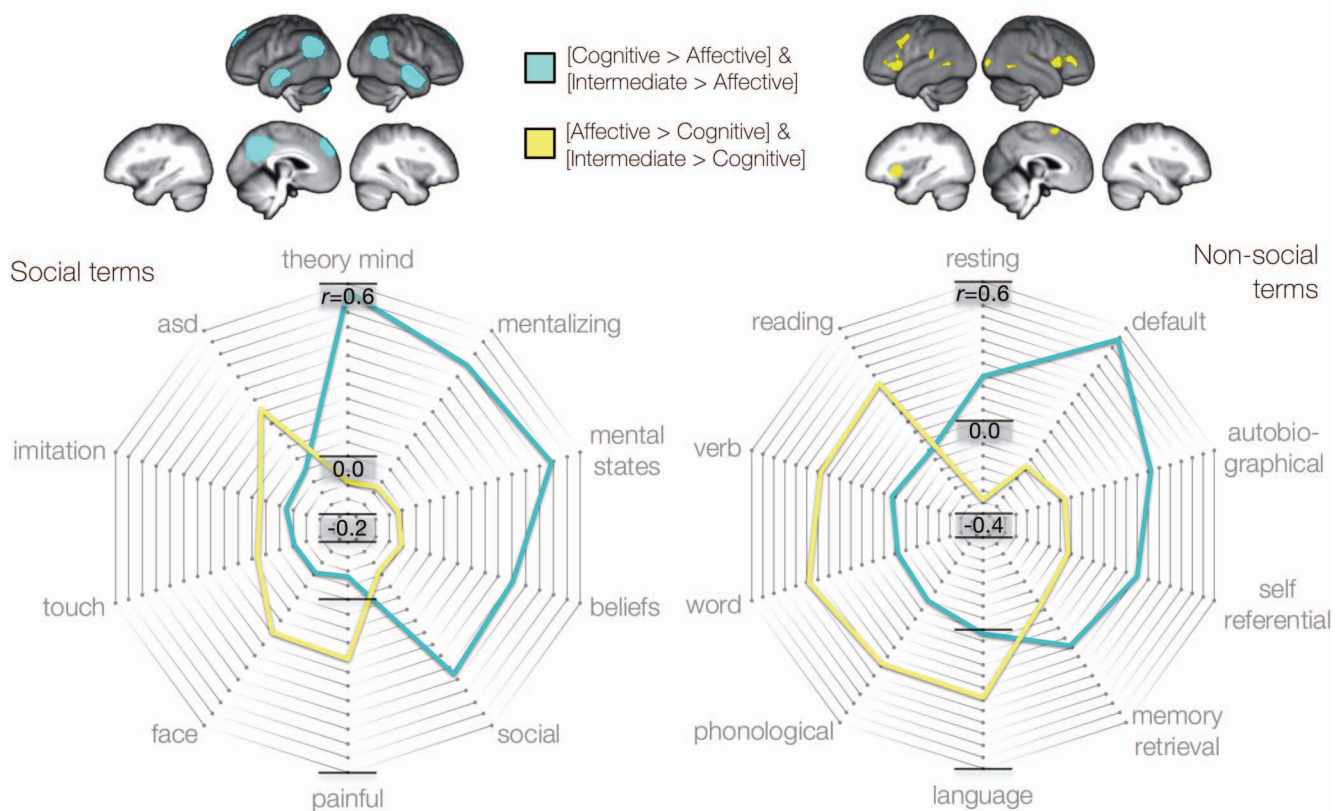 [Cognitive > Affective] &
[Intermediate > Affective]
[Affective > Cognitive] &
[Intermediate > Cognitive]
Social terms
theory mind
r=0.6
asd
mentalizing
imitation
0.0
mental
states
-0.2
touch
beliefs
face
social
painful
Non-social
terms
resting
r=0.6
reading
default
0.0
verb
autobio-
graphical
-0.4
word
self
referential
phonological
memory
retrieval
language